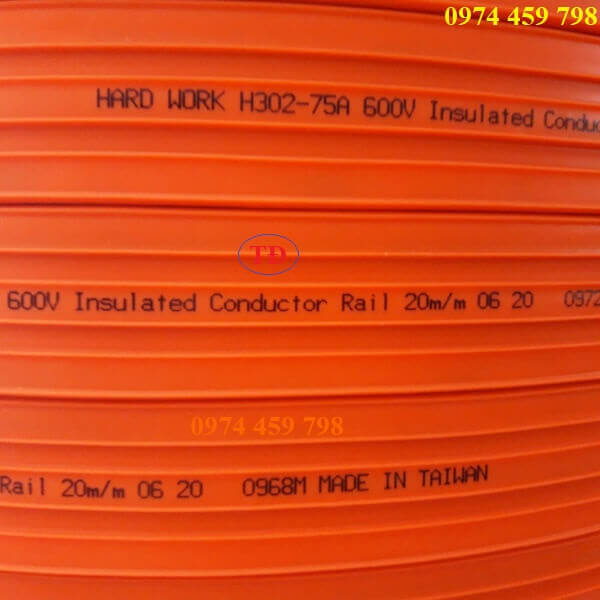 0974 459 798
HARD WORK H302-75A 600V Insulated Conduc
TD
600V Insulated Conductor Rail 20m/m 06 20 0972
0974 459 798
Rail 20m/m 06 20 0968M MADE IN TAIWAN